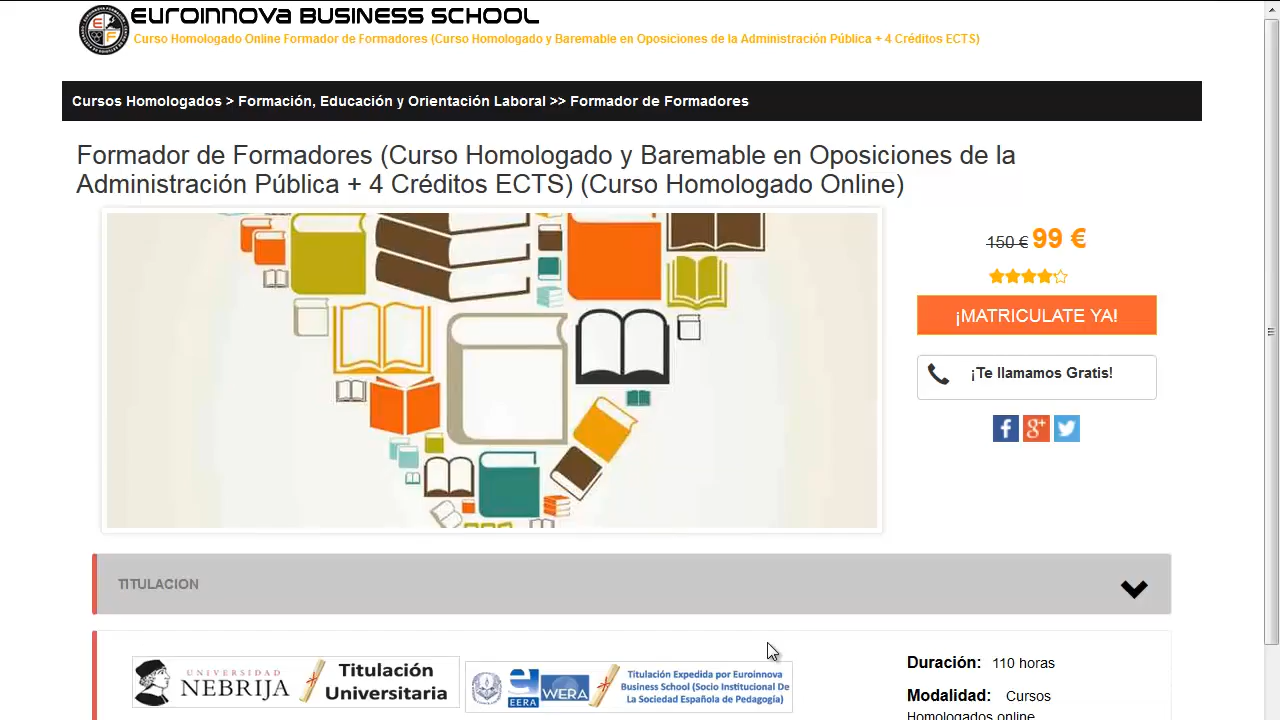 EUROINNOVA BUSINESS SCHOOL
Curso Homologado Online Formador de Formadores (Curso Homologado y Baremable en Oposiciones de la Administración Pública + 4 Créditos ECTS)
Cursos Homologados > Formación, Educación y Orientación Laboral >> Formador de Formadores
Formador de Formadores (Curso Homologado y Baremable en Oposiciones de la
Administración Pública + 4 Créditos ECTS) (Curso Homologado Online)
150 € 99 €
¡MATRICULATE YA!
¡Te llamamos Gratis!
TITULACION
UNIVERSIDAD
NEBRIJA
Titulación
Universitaria
EERA
WERA
Titulación Expedida por Euroinnova
Business School (Socio Institucional De
La Sociedad Española de Pedagogía)
Duración: 110 horas
Modalidad: Cursos
Homologados online